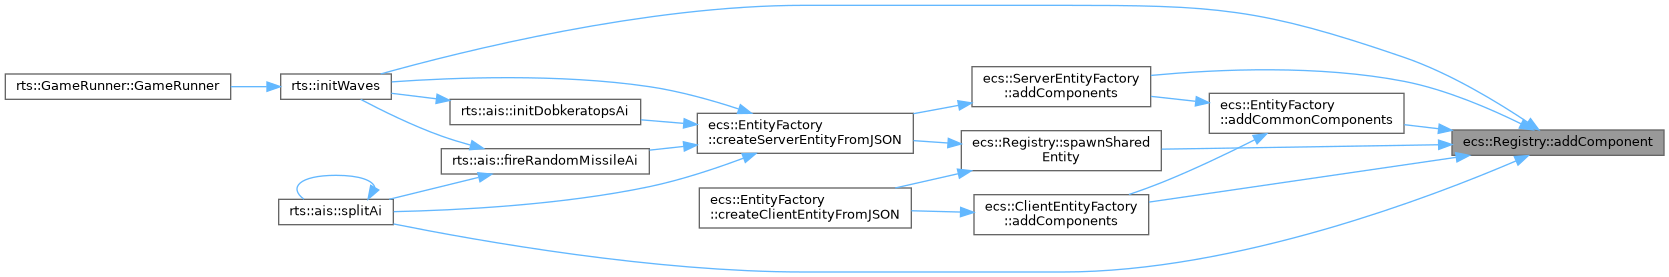 rts::GameRunner::GameRunner
rts::initWaves
rts::ais::initDobkeratopsAi
rts::ais::fireRandomMissileAi
rts::ais::splitAi
ecs::EntityFactory
::createServerEntityFromJSON
ecs::EntityFactory
::createClientEntityFromJSON
ecs::ServerEntityFactory
::addComponents
ecs::Registry::spawnShared
Entity
ecs::ClientEntityFactory
::addComponents
ecs::EntityFactory
::addCommonComponents
ecs::Registry::addComponent